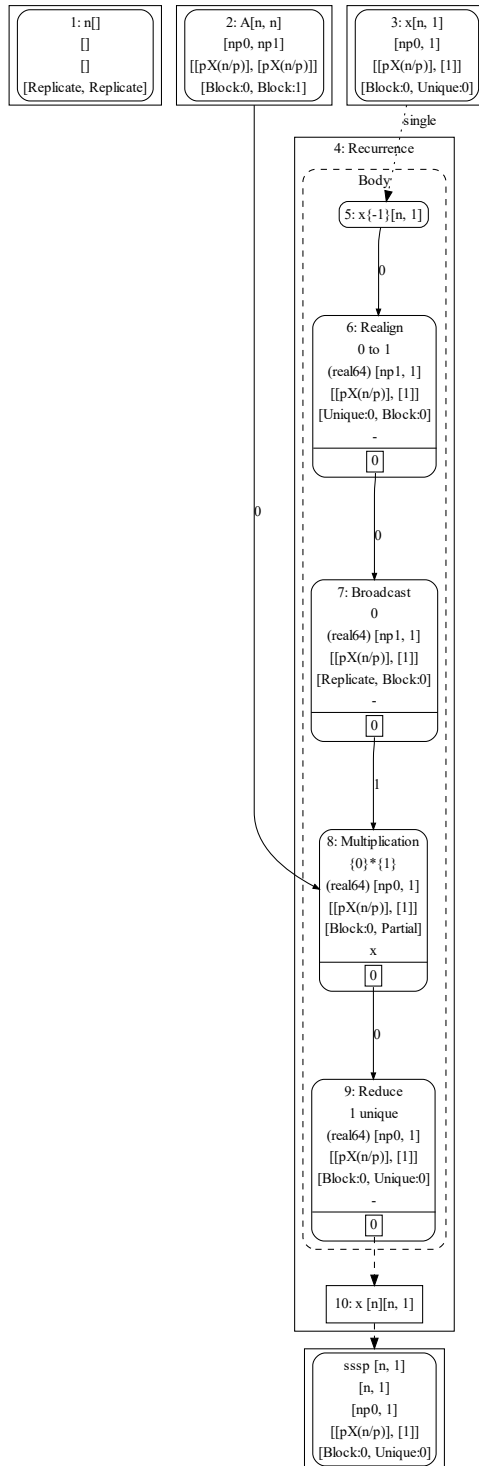 1: n[]
[]
[]
[Replicate, Replicate]
2: A[n, n]
[np0, np1]
[[pX(n/p)], [pX(n/p)]]
[Block:0, Block:1]
3: x[n, 1]
[np0, 1]
[[pX(n/p)], [1]]
[Block:0, Unique:0]
single
4: Recurrence
Body
5: x{-1}[n, 1]
0
6: Realign
0 to 1
(real64) [np1, 1]
[[pX(n/p)], [1]]
[Unique:0, Block:0]
-
0
0
0
7: Broadcast
0
(real64) [np1, 1]
[[pX(n/p)], [1]]
[Replicate, Block:0]
-
0
1
8: Multiplication
{0}*{1}
(real64) [np0, 1]
[[pX(n/p)], [1]]
[Block:0, Partial]
x
0
0
9: Reduce
1 unique
(real64) [np0, 1]
[[pX(n/p)], [1]]
[Block:0, Unique:0]
-
0
10: x [n][n, 1]
sssp [n, 1]
[n, 1]
[np0, 1]
[[pX(n/p)], [1]]
[Block:0, Unique:0]